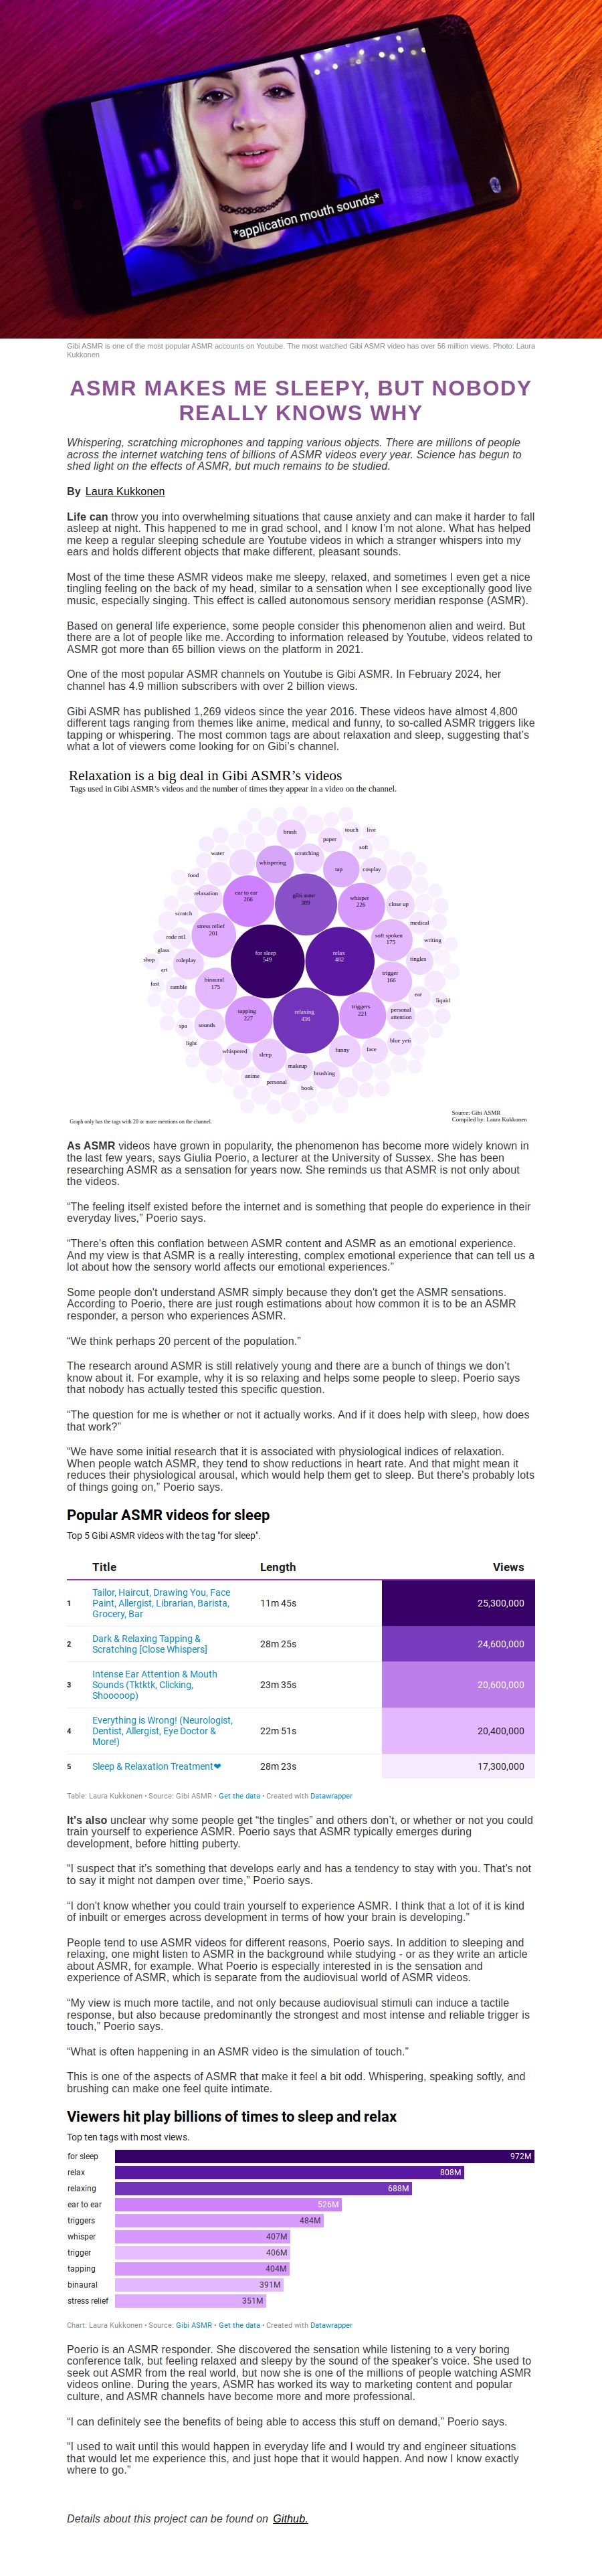 *application mouth sounds*
Gibi ASMR is one of the most popular ASMR accounts on Youtube. The most watched Gibi ASMR video has over 56 million views. Photo: Laura
Kukkonen
ASMR MAKES ME SLEEPY, BUT NOBODY
REALLY KNOWS WHY
Whispering, scratching microphones and tapping various objects. There are millions of people
across the internet watching tens of billions of ASMR videos every year. Science has begun to
shed light on the effects of ASMR, but much remains to be studied.
By Laura Kukkonen
Life can throw you into overwhelming situations that cause anxiety and can make it harder to fall
asleep at night. This happened to me in grad school, and I know I'm not alone. What has helped
me keep a regular sleeping schedule are Youtube videos in which a stranger whispers into my
ears and holds different objects that make different, pleasant sounds.
Most of the time these ASMR videos make me sleepy, relaxed, and sometimes I even get a nice
tingling feeling on the back of my head, similar to a sensation when I see exceptionally good live
music, especially singing. This effect is called autonomous sensory meridian response (ASMR).
Based on general life experience, some people consider this phenomenon alien and weird. But
there are a lot of people like me. According to information released by Youtube, videos related to
ASMR got more than 65 billion views on the platform in 2021.
One of the most popular ASMR channels on Youtube is Gibi ASMR. In February 2024, her
channel has 4.9 million subscribers with over 2 billion views.
Gibi ASMR has published 1,269 videos since the year 2016. These videos have almost 4,800
different tags ranging from themes like anime, medical and funny, to so-called ASMR triggers like
tapping or whispering. The most common tags are about relaxation and sleep, suggesting that's
what a lot of viewers come looking for on Gibi's channel.
Relaxation is a big deal in Gibi ASMR's videos
Tags used in Gibi ASMR's videos and the number of times they appear in a video on the channel.
brush
touch
live
paper
soft
water
whispering
scratching
tap
cosplay
food
relaxation
ear to ear
266
gibi asmr
389
whisper
226
close up
scratch
medical
stress relief
201
rode nt1
soft spoken
175
writing
glass
shop
roleplay
for sleep
549
relax
482
tingles
art
trigger
166
fast
rumble
binaural
175
ear
liquid
spa
sounds
tapping
227
relaxing
436
triggers
221
personal
attention
light
whispered
sleep
funny
face
blue yeti
makeup
anime
personal
brushing
book
Graph only has the tags with 20 or more mentions on the channel.
Source: Gibi ASMR
Compiled by: Laura Kukkonen
As ASMR videos have grown in popularity, the phenomenon has become more widely known in
the last few years, says Giulia Poerio, a lecturer at the University of Sussex. She has been
researching ASMR as a sensation for years now. She reminds us that ASMR is not only about
the videos.
“The feeling itself existed before the internet and is something that people do experience in their
everyday lives,” Poerio says.
“There's often this conflation between ASMR content and ASMR as an emotional experience.
And my view is that ASMR is a really interesting, complex emotional experience that can tell us a
lot about how the sensory world affects our emotional experiences.”
Some people don't understand ASMR simply because they don't get the ASMR sensations.
According to Poerio, there are just rough estimations about how common it is to be an ASMR
responder, a person who experiences ASMR.
“We think perhaps 20 percent of the population.”
The research around ASMR is still relatively young and there are a bunch of things we don't
know about it. For example, why it is so relaxing and helps some people to sleep. Poerio says
that nobody has actually tested this specific question.
“The question for me is whether or not it actually works. And if it does help with sleep, how does
that work?”
“We have some initial research that it is associated with physiological indices of relaxation.
When people watch ASMR, they tend to show reductions in heart rate. And that might mean it
reduces their physiological arousal, which would help them get to sleep. But there's probably lots
of things going on,” Poerio says.
Popular ASMR videos for sleep
Top 5 Gibi ASMR videos with the tag "for sleep".
Title Length Views
1 Tailor, Haircut, Drawing You, Face
Paint, Allergist, Librarian, Barista,
Grocery, Bar 11m 45s 25,300,000
2 Dark & Relaxing Tapping &
Scratching [Close Whispers] 28m 25s 24,600,000
3 Intense Ear Attention & Mouth
Sounds (Tktktk, Clicking,
Shooooop) 23m 35s 20,600,000
4 Everything is Wrong! (Neurologist,
Dentist, Allergist, Eye Doctor &
More!) 22m 51s 20,400,000
5 Sleep & Relaxation Treatment❤ 28m 23s 17,300,000
Table: Laura Kukkonen • Source: Gibi ASMR • Get the data • Created with Datawrapper
It's also unclear why some people get “the tingles” and others don't, or whether or not you could
train yourself to experience ASMR. Poerio says that ASMR typically emerges during
development, before hitting puberty.
“I suspect that it's something that develops early and has a tendency to stay with you. That's not
to say it might not dampen over time,” Poerio says.
“I don't know whether you could train yourself to experience ASMR. I think that a lot of it is kind
of inbuilt or emerges across development in terms of how your brain is developing.”
People tend to use ASMR videos for different reasons, Poerio says. In addition to sleeping and
relaxing, one might listen to ASMR in the background while studying - or as they write an article
about ASMR, for example. What Poerio is especially interested in is the sensation and
experience of ASMR, which is separate from the audiovisual world of ASMR videos.
“My view is much more tactile, and not only because audiovisual stimuli can induce a tactile
response, but also because predominantly the strongest and most intense and reliable trigger is
touch,” Poerio says.
“What is often happening in an ASMR video is the simulation of touch.”
This is one of the aspects of ASMR that make it feel a bit odd. Whispering, speaking softly, and
brushing can make one feel quite intimate.
Viewers hit play billions of times to sleep and relax
Top ten tags with most views.
for sleep 972M
relax 808M
relaxing 688M
ear to ear 526M
triggers 484M
whisper 407M
trigger 406M
tapping 404M
binaural 391M
stress relief 351M
Chart: Laura Kukkonen • Source: Gibi ASMR • Get the data • Created with Datawrapper
Poerio is an ASMR responder. She discovered the sensation while listening to a very boring
conference talk, but feeling relaxed and sleepy by the sound of the speaker's voice. She used to
seek out ASMR from the real world, but now she is one of the millions of people watching ASMR
videos online. During the years, ASMR has worked its way to marketing content and popular
culture, and ASMR channels have become more and more professional.
“I can definitely see the benefits of being able to access this stuff on demand,” Poerio says.
“I used to wait until this would happen in everyday life and I would try and engineer situations
that would let me experience this, and just hope that it would happen. And now I know exactly
where to go.”
Details about this project can be found on Github.